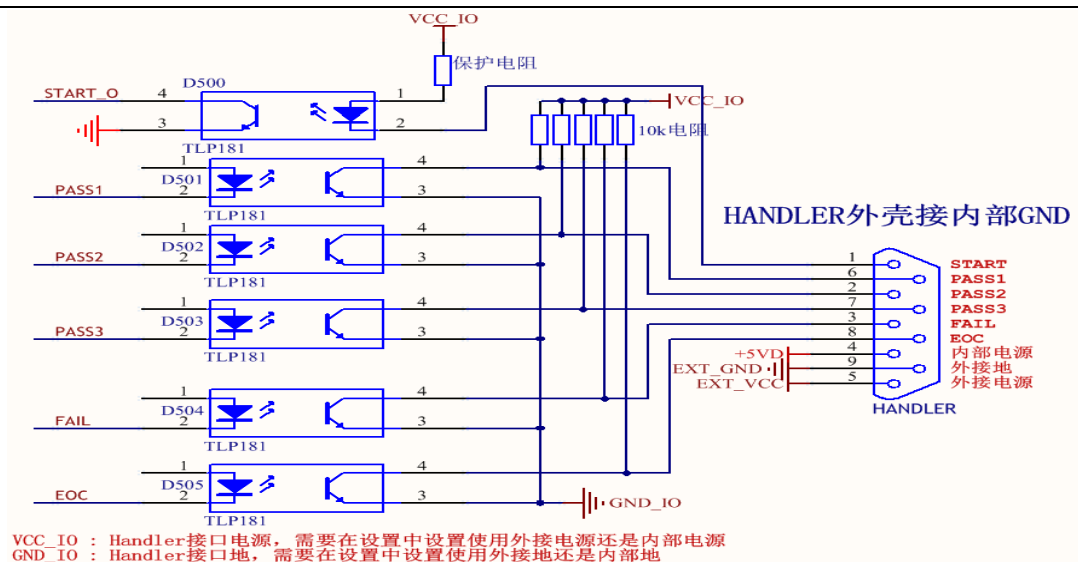 VCC_IO
保护电阻
D500
START_O 4
1
3
2
TLP181
VCC_IO
10k电阻
1
4
D501
PASS1 2
3
TLP181
HANDLER外壳接内部GND
1
4
D502
PASS2 2
3
TLP181
1 START
6 PASS1
2 PASS2
7 PASS3
3 FAIL
8 EOC
+5VD 4 内部电源
EXT_GND 9 外接地
EXT_VCC 5 外接电源
HANDLER
1
4
D503
PASS3 2
3
TLP181
1
4
D504
FAIL 2
3
TLP181
1
4
D505
EOC 2
3
GND_IO
TLP181
VCC_IO : Handler接口电源，需要在设置中设置使用外接电源还是内部电源
GND_IO : Handler接口地，需要在设置中设置使用外接地还是内部地